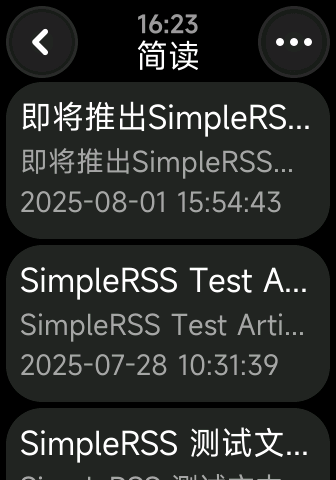 16:23
简读
即将推出SimpleRS...
即将推出SimpleRSS...
2025-08-01 15:54:43
SimpleRSS Test A...
SimpleRSS Test Arti...
2025-07-28 10:31:39
SimpleRSS 测试文...